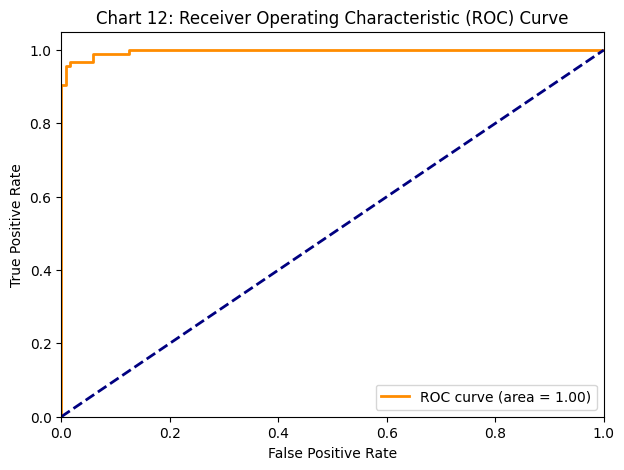 Chart 12: Receiver Operating Characteristic (ROC) Curve
True Positive Rate
1.0
0.8
0.6
0.4
0.2
0.0
ROC curve (area = 1.00)
0.0 0.2 0.4 0.6 0.8 1.0
False Positive Rate